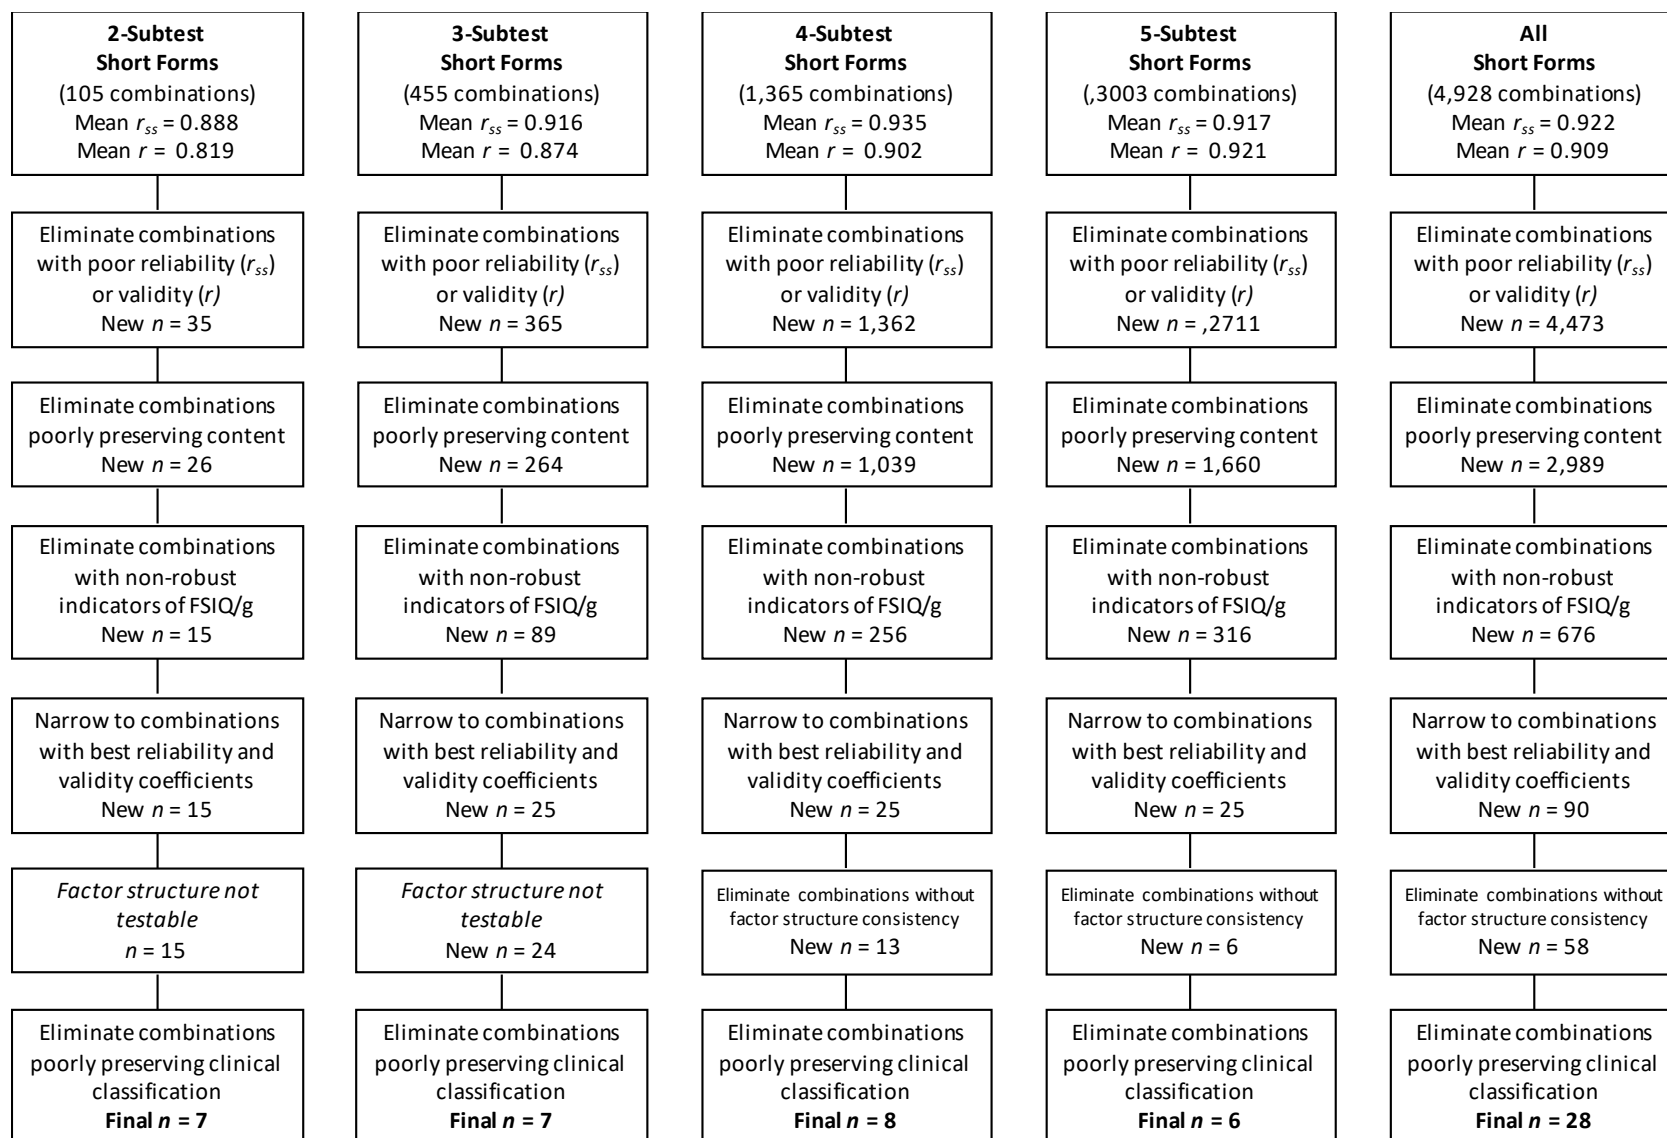 2-Subtest
Short Forms
(105 combinations)
Mean rss = 0.888
Mean r = 0.819
Eliminate combinations
with poor reliability (rss)
or validity (r)
New n = 35
Eliminate combinations
poorly preserving content
New n = 26
Eliminate combinations
with non-robust
indicators of FSIQ/g
New n = 15
Narrow to combinations
with best reliability and
validity coefficients
New n = 15
Factor structure not
testable
n = 15
Eliminate combinations
poorly preserving clinical
classification
Final n = 7
3-Subtest
Short Forms
(455 combinations)
Mean rss = 0.916
Mean r = 0.874
Eliminate combinations
with poor reliability (rss)
or validity (r)
New n = 365
Eliminate combinations
poorly preserving content
New n = 264
Eliminate combinations
with non-robust
indicators of FSIQ/g
New n = 89
Narrow to combinations
with best reliability and
validity coefficients
New n = 25
Factor structure not
testable
New n = 24
Eliminate combinations
poorly preserving clinical
classification
Final n = 7
4-Subtest
Short Forms
(1,365 combinations)
Mean rss = 0.935
Mean r = 0.902
Eliminate combinations
with poor reliability (rss)
or validity (r)
New n = 1,362
Eliminate combinations
poorly preserving content
New n = 1,039
Eliminate combinations
with non-robust
indicators of FSIQ/g
New n = 256
Narrow to combinations
with best reliability and
validity coefficients
New n = 25
Eliminate combinations without
factor structure consistency
New n = 13
Eliminate combinations
poorly preserving clinical
classification
Final n = 8
5-Subtest
Short Forms
(,3003 combinations)
Mean rss = 0.917
Mean r = 0.921
Eliminate combinations
with poor reliability (rss)
or validity (r)
New n = ,2711
Eliminate combinations
poorly preserving content
New n = 1,660
Eliminate combinations
with non-robust
indicators of FSIQ/g
New n = 316
Narrow to combinations
with best reliability and
validity coefficients
New n = 25
Eliminate combinations without
factor structure consistency
New n = 6
Eliminate combinations
poorly preserving clinical
classification
Final n = 6
All
Short Forms
(4,928 combinations)
Mean rss = 0.922
Mean r = 0.909
Eliminate combinations
with poor reliability (rss)
or validity (r)
New n = 4,473
Eliminate combinations
poorly preserving content
New n = 2,989
Eliminate combinations
with non-robust
indicators of FSIQ/g
New n = 676
Narrow to combinations
with best reliability and
validity coefficients
New n = 90
Eliminate combinations without
factor structure consistency
New n = 58
Eliminate combinations
poorly preserving clinical
classification
Final n = 28